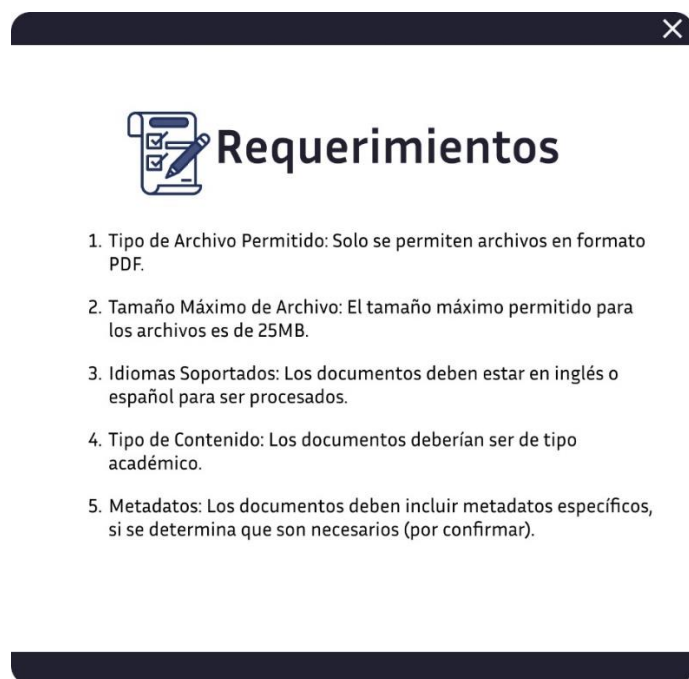 Requerimientos
1. Tipo de Archivo Permitido: Solo se permiten archivos en formato
PDF.
2. Tamaño Máximo de Archivo: El tamaño máximo permitido para
los archivos es de 25MB.
3. Idiomas Soportados: Los documentos deben estar en inglés o
español para ser procesados.
4. Tipo de Contenido: Los documentos deberían ser de tipo
académico.
5. Metadatos: Los documentos deben incluir metadatos específicos,
si se determina que son necesarios (por confirmar).